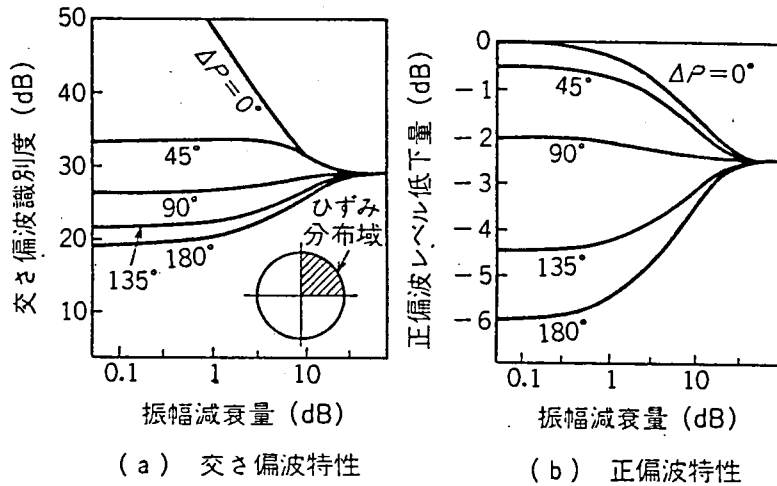 交さ偏波識別度 (dB)
50
40
30
20
10
ΔP=0°
45°
90°
135°
180°
ひずみ
分布域
0.1
1
10
振幅減衰量 (dB)
(a) 交さ偏波特性
正偏波レベル低下量 (dB)
0
-1
-2
-3
-4
-5
-6
ΔP=0°
45°
90°
135°
180°
0.1
1
10
振幅減衰量 (dB)
(b) 正偏波特性